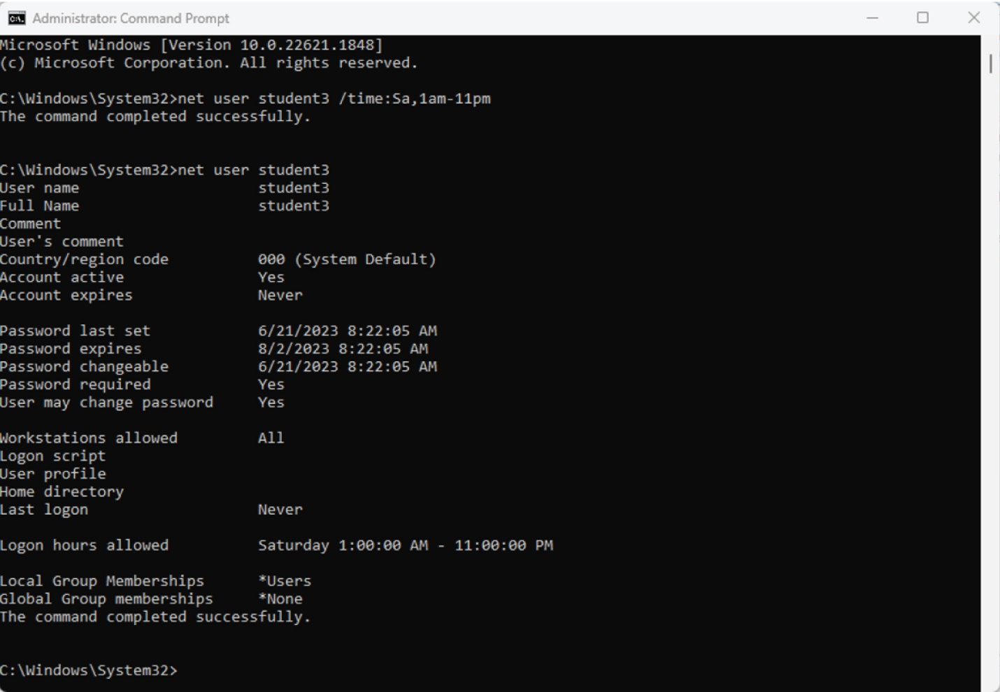 Administrator: Command Prompt
Microsoft Windows [Version 10.0.22621.1848]
(c) Microsoft Corporation. All rights reserved.
C:\Windows\System32>net user student3 /time:Sa,1am-11pm
The command completed successfully.
C:\Windows\System32>net user student3
User name                    student3
Full Name                    student3
Comment
User's comment
Country/region code          000 (System Default)
Account active               Yes
Account expires              Never
Password last set            6/21/2023 8:22:05 AM
Password expires             8/2/2023 8:22:05 AM
Password changeable          6/21/2023 8:22:05 AM
Password required            Yes
User may change password     Yes
Workstations allowed         All
Logon script
User profile
Home directory
Last logon                   Never
Logon hours allowed          Saturday 1:00:00 AM - 11:00:00 PM
Local Group Memberships      *Users
Global Group memberships     *None
The command completed successfully.
C:\Windows\System32>